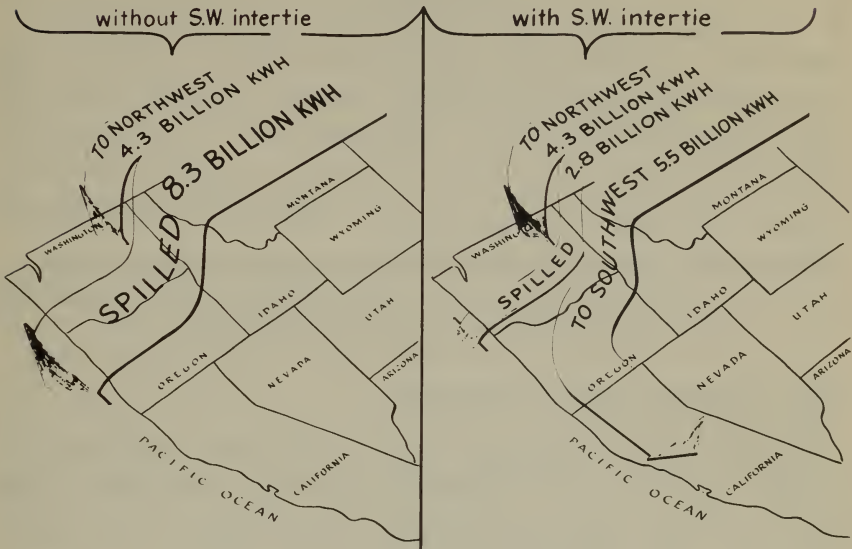 without S.W. intertie
TO NORTHWEST
4.3 BILLION KWH
SPILLED 8.3 BILLION KWH
WASHINGTON
MONTANA
WYOMING
IDAHO
UTAH
OREGON
NEVADA
ARIZONA
CALIFORNIA
PACIFIC OCEAN
with S.W. intertie
TO NORTHWEST
4.3 BILLION KWH
SPILLED 2.8 BILLION KWH
TO SOUTHWEST 5.5 BILLION KWH
WASHINGTON
MONTANA
WYOMING
IDAHO
UTAH
OREGON
NEVADA
ARIZONA
CALIFORNIA
PACIFIC OCEAN